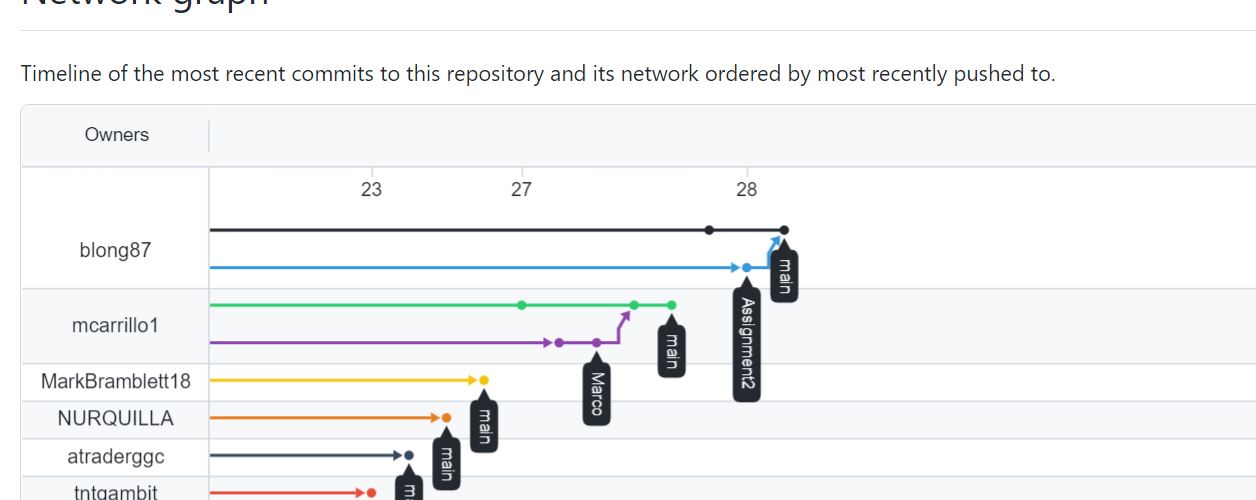 Network graph
Timeline of the most recent commits to this repository and its network ordered by most recently pushed to.
Owners
23 27 28
blong87
main
Assignment2
mcarrillo1
main
Marco
MarkBramblett18
main
NURQUILLA
main
atraderggc
tntgambit